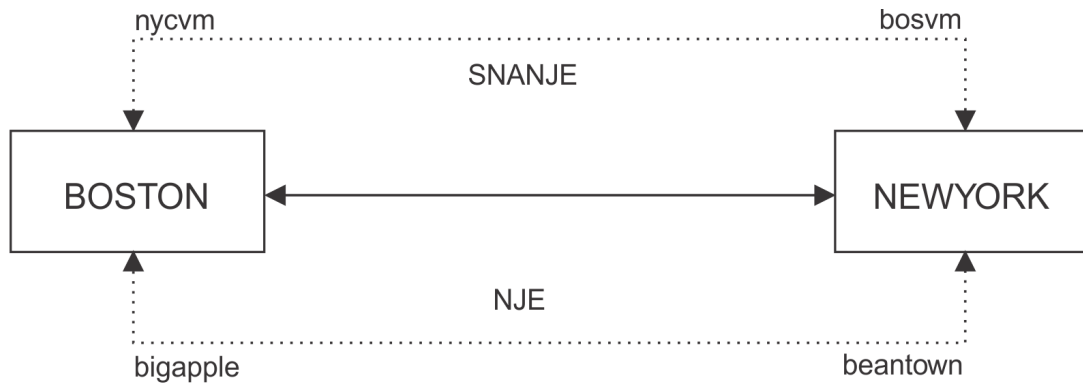 nycvm
bosvm
SNANJE
BOSTON
NEWYORK
NJE
bigapple
beantown